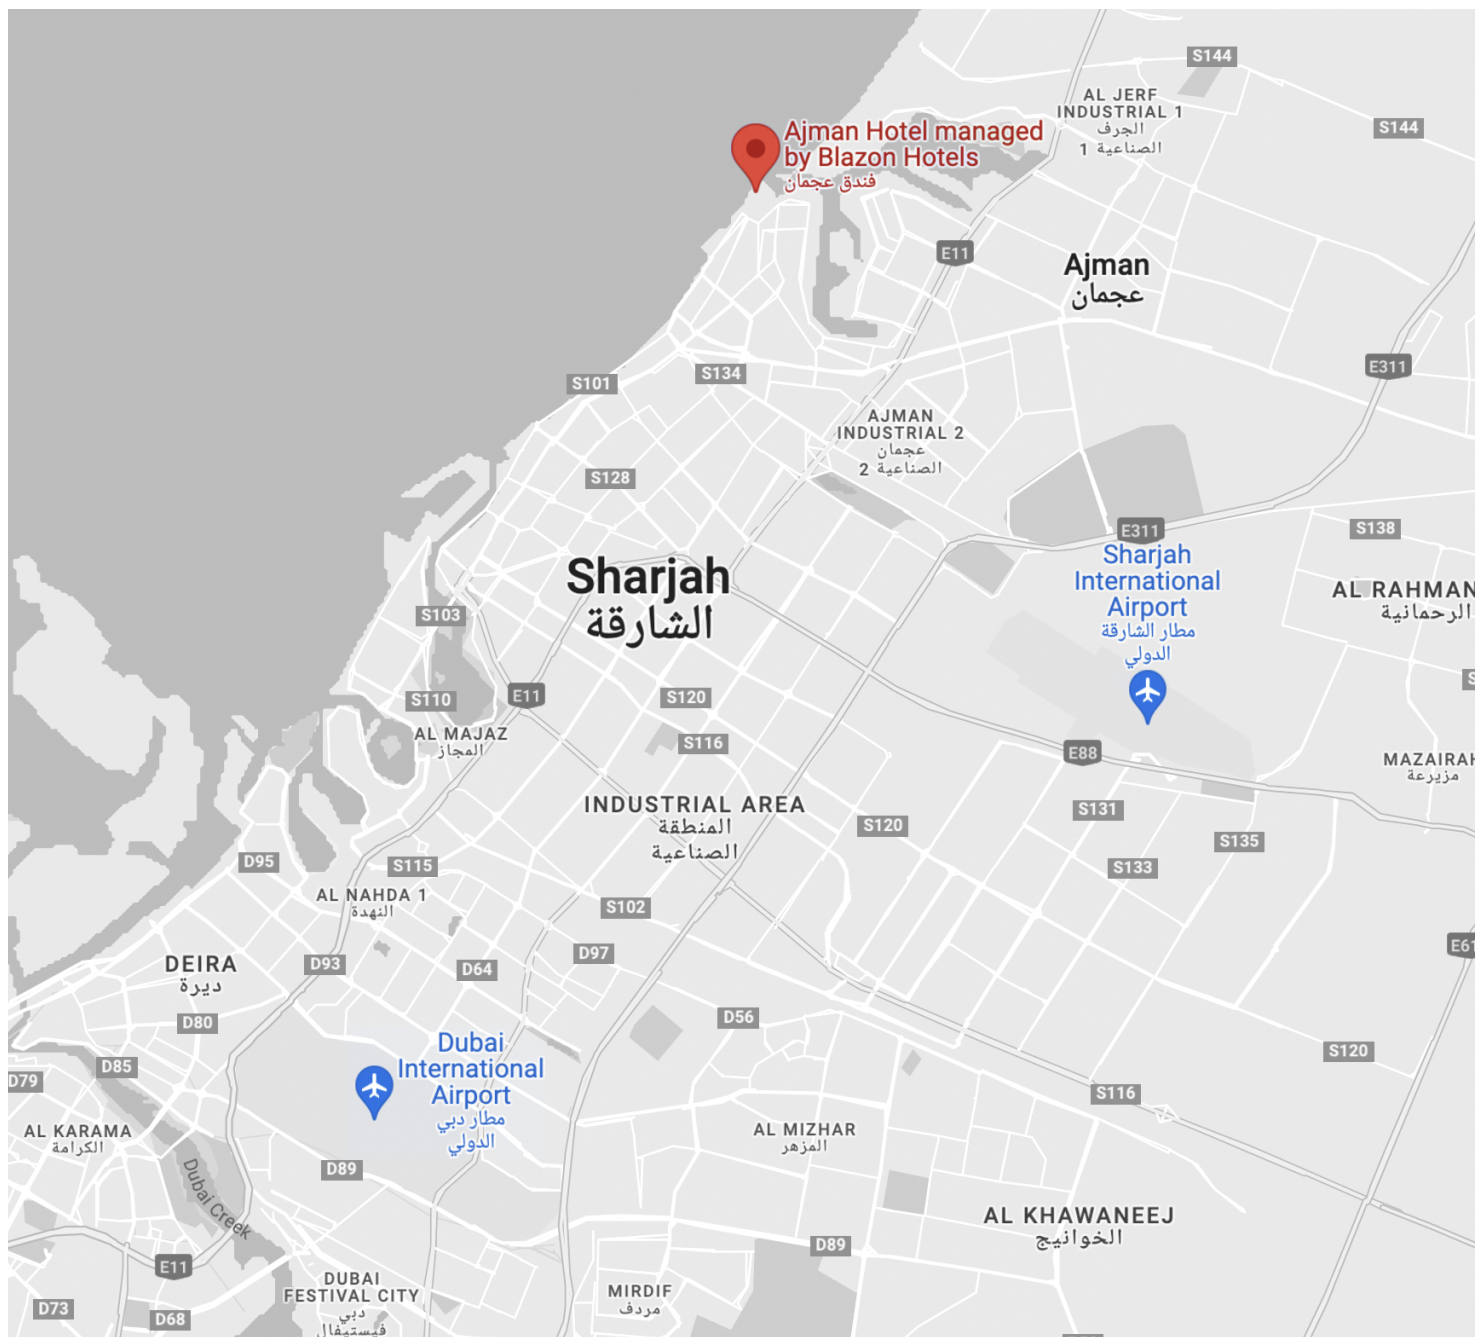 S144
AL JERF
INDUSTRIAL 1
الجرف
الصناعية 1
S144
Ajman Hotel managed
by Blazon Hotels
فندق عجمان
E11
Ajman
عجمان
E311
S134
S101
AJMAN
INDUSTRIAL 2
عجمان
الصناعية 2
S128
E311
S138
Sharjah
International
Airport
مطار الشارقة
الدولي
Sharjah
الشارقة
AL RAHMAN
الرحمانية
S103
S
S110
E11
S120
AL MAJAZ
المجاز
S116
E88
MAZAIRAH
مزيرعة
INDUSTRIAL AREA
المنطقة
الصناعية
S131
S120
S135
D95
S115
S133
AL NAHDA 1
النهدة
S102
E61
D97
DEIRA
ديرة
D93
D64
D80
D56
Dubai
International
Airport
مطار دبي
الدولي
S120
D85
D79
S116
AL KARAMA
الكرامة
AL MIZHAR
المزهر
D89
Dubai Creek
AL KHAWANEEJ
الخوانيج
D89
E11
DUBAI
FESTIVAL CITY
دبي
فيستيفال
MIRDIF
مردف
D73
D68